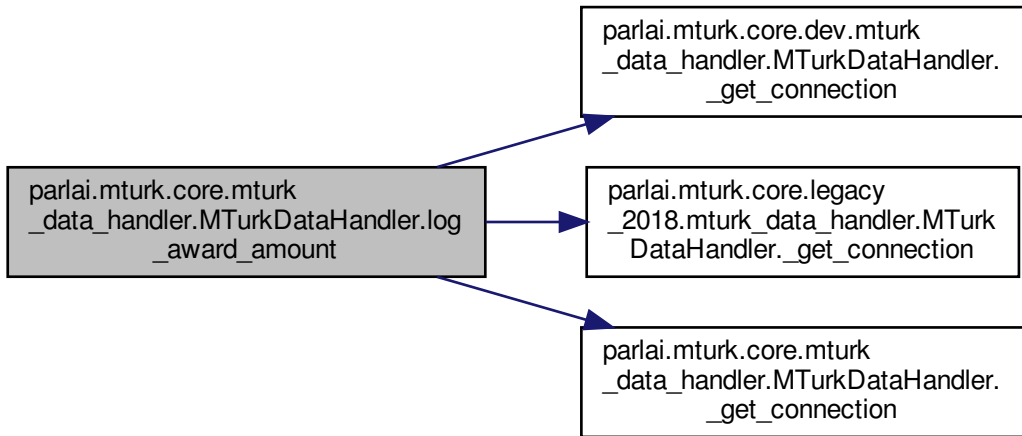 parlai.mturk.core.dev.mturk
_data_handler.MTurkDataHandler.
_get_connection
parlai.mturk.core.mturk
_data_handler.MTurkDataHandler.log
_award_amount
parlai.mturk.core.legacy
_2018.mturk_data_handler.MTurk
DataHandler._get_connection
parlai.mturk.core.mturk
_data_handler.MTurkDataHandler.
_get_connection